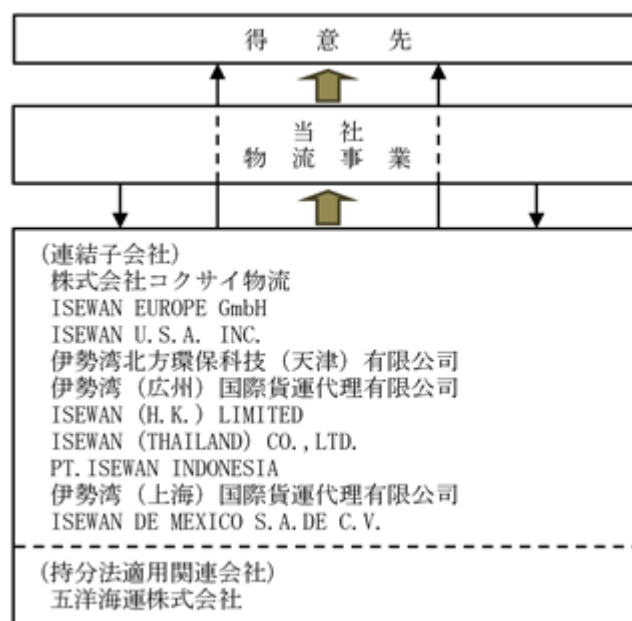 得意先
当社
物流事業
(連結子会社)
株式会社コクサイ物流
ISEWAN EUROPE GmbH
ISEWAN U.S.A. INC.
伊勢湾北方環保科技(天津)有限公司
伊勢湾(広州)国際貨運代理有限公司
ISEWAN (H.K.) LIMITED
ISEWAN (THAILAND) CO.,LTD.
PT.ISEWAN INDONESIA
伊勢湾(上海)国際貨運代理有限公司
ISEWAN DE MEXICO S.A.DE C.V.
(持分法適用関連会社)
五洋海運株式会社